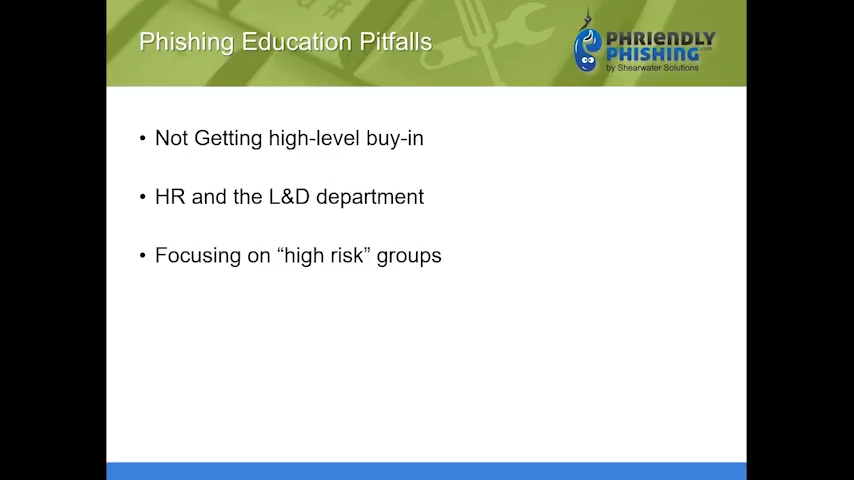 Phishing Education Pitfalls
PHRIENDLY
PHISHING.com
by Shearwater Solutions
• Not Getting high-level buy-in
• HR and the L&D department
• Focusing on “high risk” groups